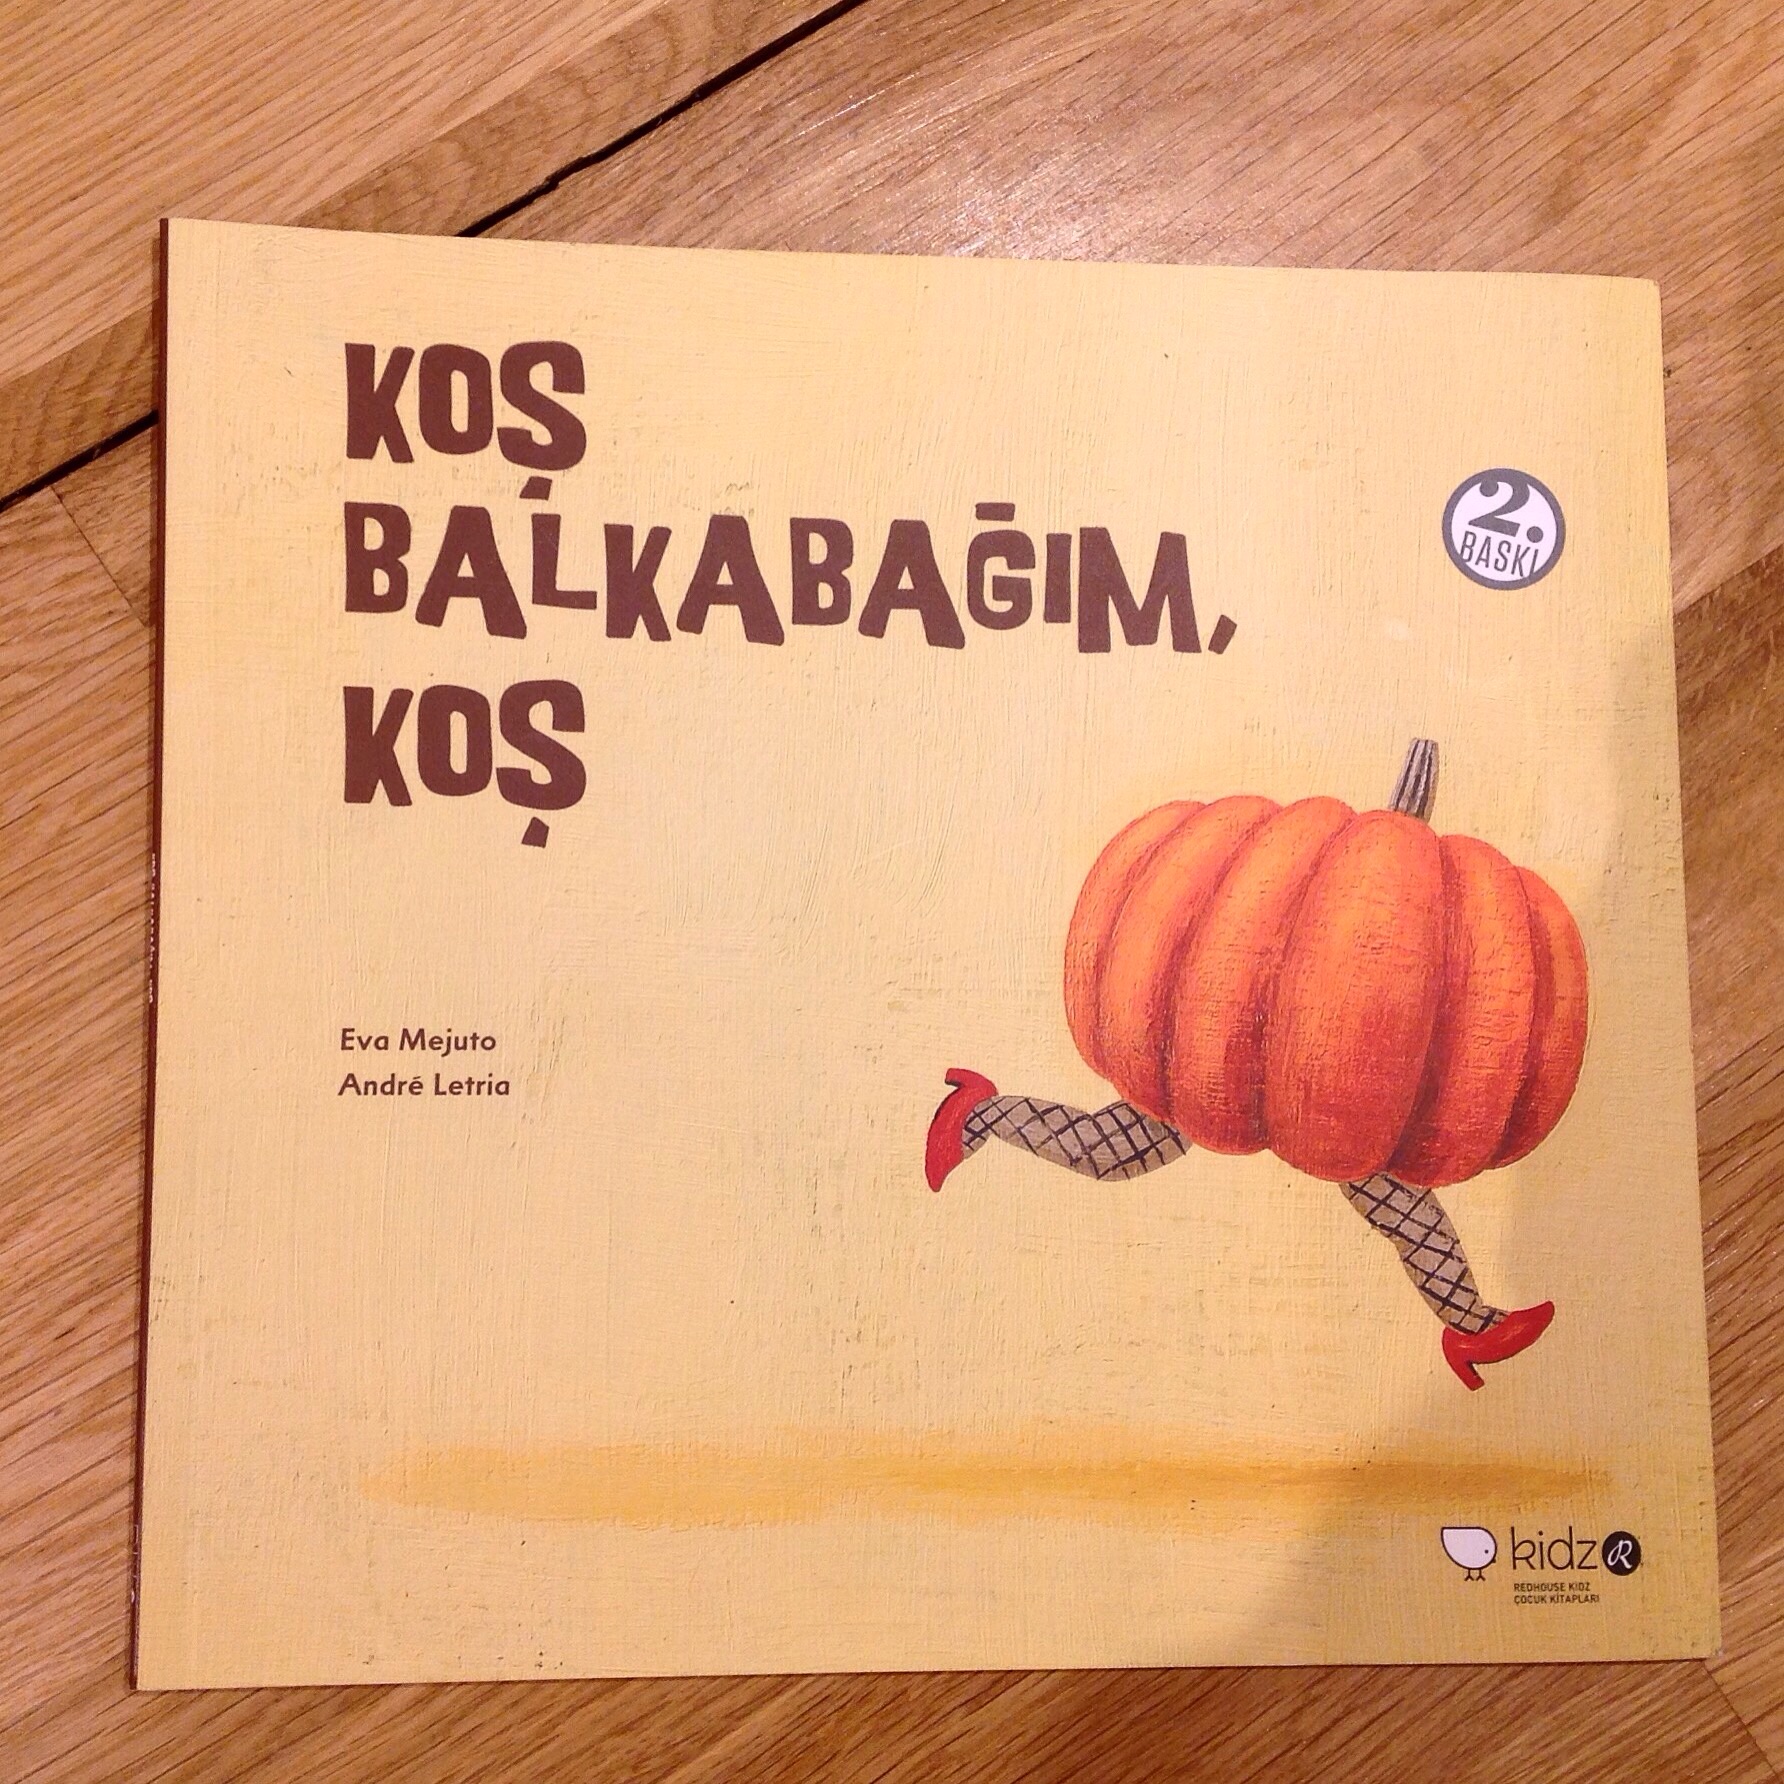 KOŞ
BALKABAĞIM,
KOŞ
2.
BASKI
Eva Mejuto
André Letria
kidz R
REDHOUSE KIDZ
ÇOCUK KİTAPLARI